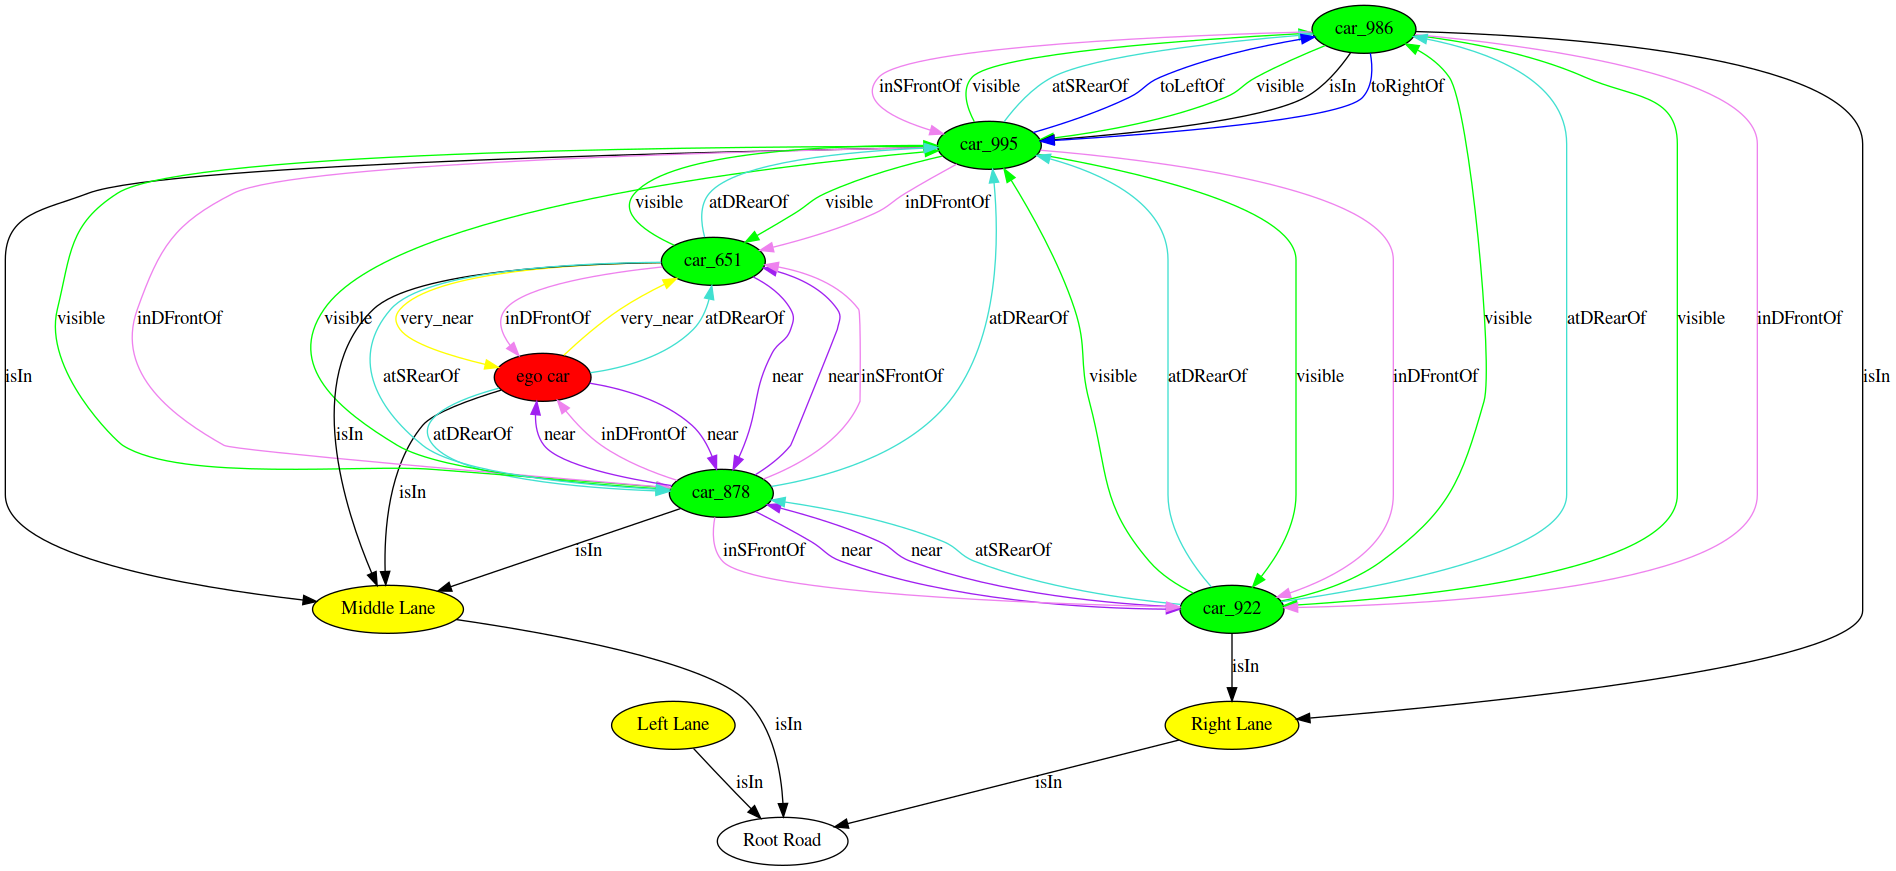 car_986
inSFrontOf visible atSRearOf toLeftOf visible isIn toRightOf
car_995
visible atDRearOf visible inDFrontOf
car_651
visible inDFrontOf visible very_near inDFrontOf very_near atDRearOf atDRearOf visible atDRearOf visible inDFrontOf
isIn atSRearOf ego car near near inSFrontOf visible atDRearOf visible inDFrontOf isIn
isIn atDRearOf near inDFrontOf near
isIn car_878
isIn inSFrontOf near near atSRearOf
Middle Lane car_922
isIn
Left Lane isIn Right Lane
isIn isIn
Root Road